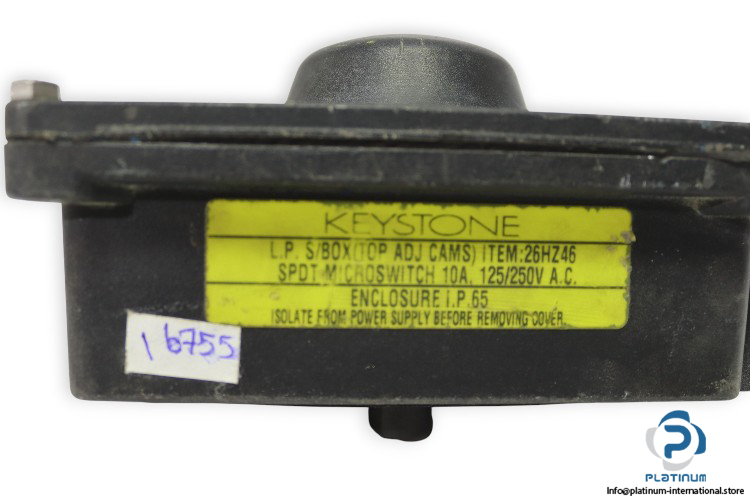 KEYSTONE
L.P. S/BOX(TOP ADJ CAMS) ITEM:26HZ46
SPDT MICROSWITCH 10A. 125/250V A.C.
ENCLOSURE I.P.65
ISOLATE FROM POWER SUPPLY BEFORE REMOVING COVER.
16755
PLATINUM
Info@platinum-international.store